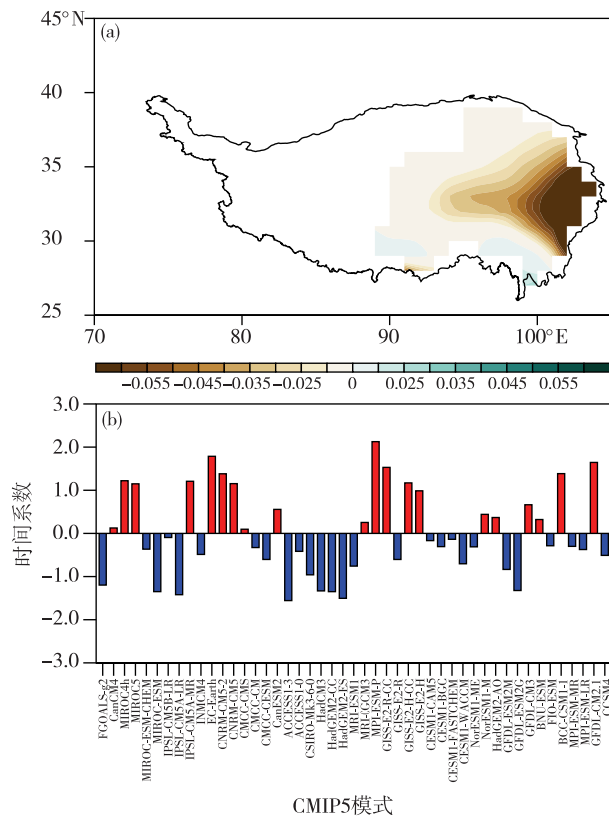 45°N
(a)
40
35
30
25
70
80
90
100°E
−0.055
−0.045
−0.035
−0.025
0
0.025
0.035
0.045
0.055
3.0
(b)
2.0
1.0
0.0
−1.0
−2.0
−3.0
时间系数
FGOALS-g2
CanCM4
MIROC4h
MIROC5
MIROC-ESM-CHEM
MIROC-ESM
IPSL-CM5B-LR
IPSL-CM5A-LR
IPSL-CM5A-MR
INMCM4
EC-Earth
CNRM-CM5-2
CNRM-CM5
CMCC-CMS
CMCC-CM
CMCC-CESM
CanESM2
ACCESS1-3
ACCESS1-0
CSIRO-Mk3-6-0
HadCM3
HadGEM2-CC
HadGEM2-ES
MRI-ESM1
MRI-CGCM3
MPI-ESM-P
GISS-E2-R-CC
GISS-E2-R
GISS-E2-H-CC
GISS-E2-H
CESM1-CAM5
CESM1-BGC
CESM1-FASTCHEM
CESM1-CCM
NorESM1-ME
NorESM1-M
HadGEM2-AO
GFDL-ESM2M
GFDL-ESM2G
GFDL-CM3
BNU-ESM
FIO-ESM
BCC-CSM1-1
MPI-ESM-MR
MPI-ESM-LR
GFDL-CM2.1
CCSM4
CMIP5模式